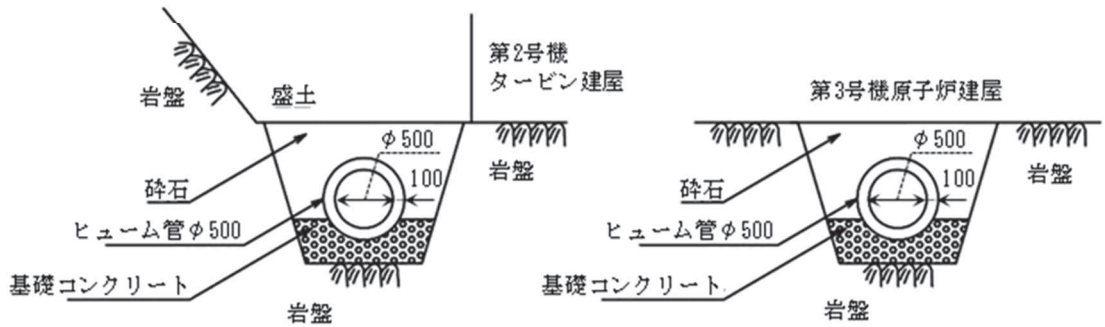 第2号機
タービン建屋
岩盤
盛土
φ500
岩盤
100
砕石
ヒューム管φ500
基礎コンクリート
岩盤
第3号機原子炉建屋
φ500
岩盤
100
砕石
ヒューム管φ500
基礎コンクリート
岩盤